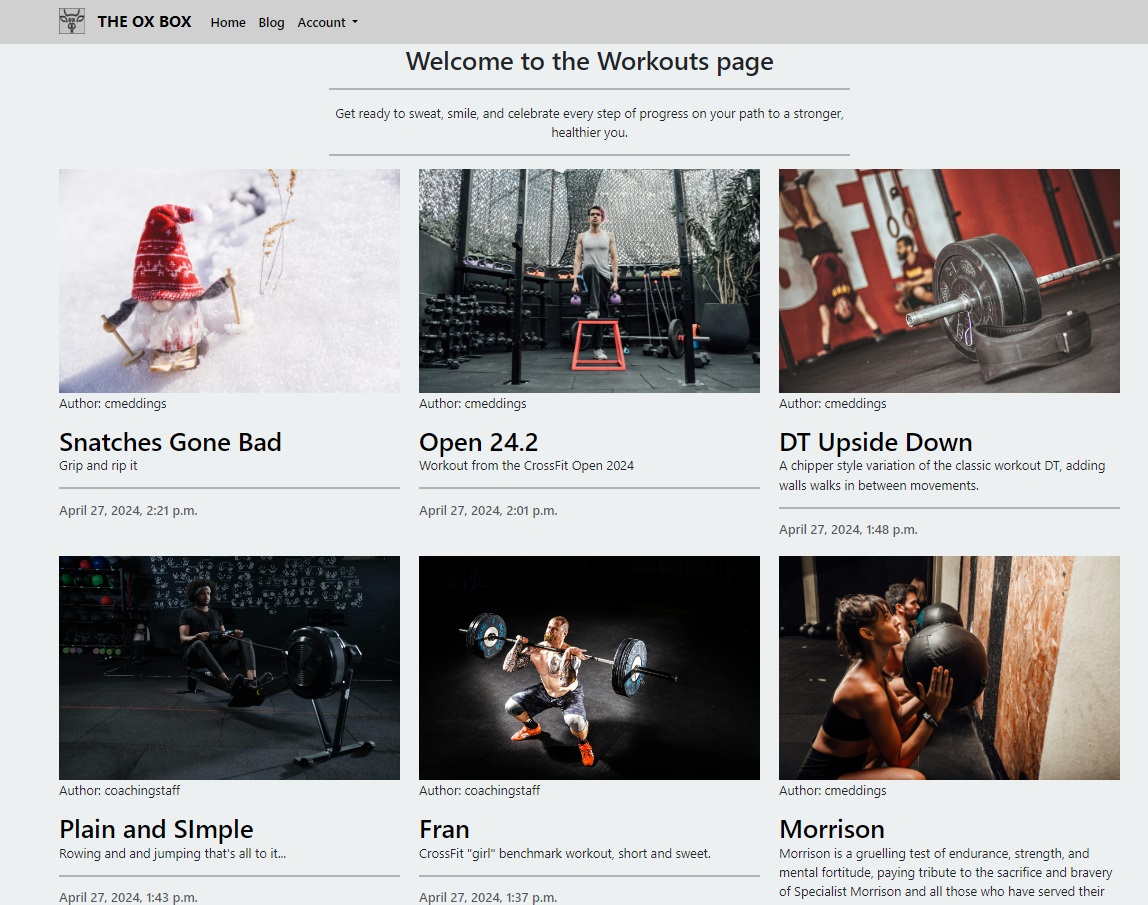 THE OX BOX Home Blog Account
Welcome to the Workouts page
Get ready to sweat, smile, and celebrate every step of progress on your path to a stronger,
healthier you.
Author: cmeddings
Snatches Gone Bad
Grip and rip it
April 27, 2024, 2:21 p.m.
Author: cmeddings
Open 24.2
Workout from the CrossFit Open 2024
April 27, 2024, 2:01 p.m.
Author: cmeddings
DT Upside Down
A chipper style variation of the classic workout DT, adding
walls walks in between movements.
April 27, 2024, 1:48 p.m.
Author: coachingstaff
Plain and SImple
Rowing and and jumping that's all to it...
April 27, 2024, 1:43 p.m.
Author: coachingstaff
Fran
CrossFit "girl" benchmark workout, short and sweet.
April 27, 2024, 1:37 p.m.
Author: cmeddings
Morrison
Morrison is a gruelling test of endurance, strength, and
mental fortitude, paying tribute to the sacrifice and bravery
of Specialist Morrison and all those who have served their